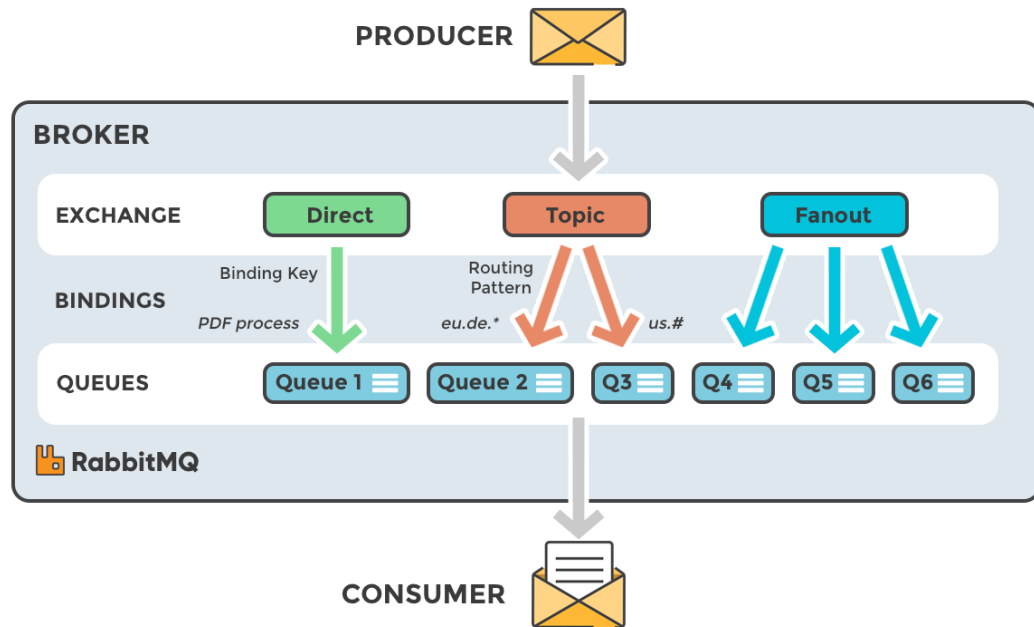 PRODUCER
BROKER
EXCHANGE
Direct
Topic
Fanout
Binding Key
Routing
Pattern
BINDINGS
PDF process
eu.de.*
us.#
QUEUES
Queue 1
Queue 2
Q3
Q4
Q5
Q6
RabbitMQ
CONSUMER